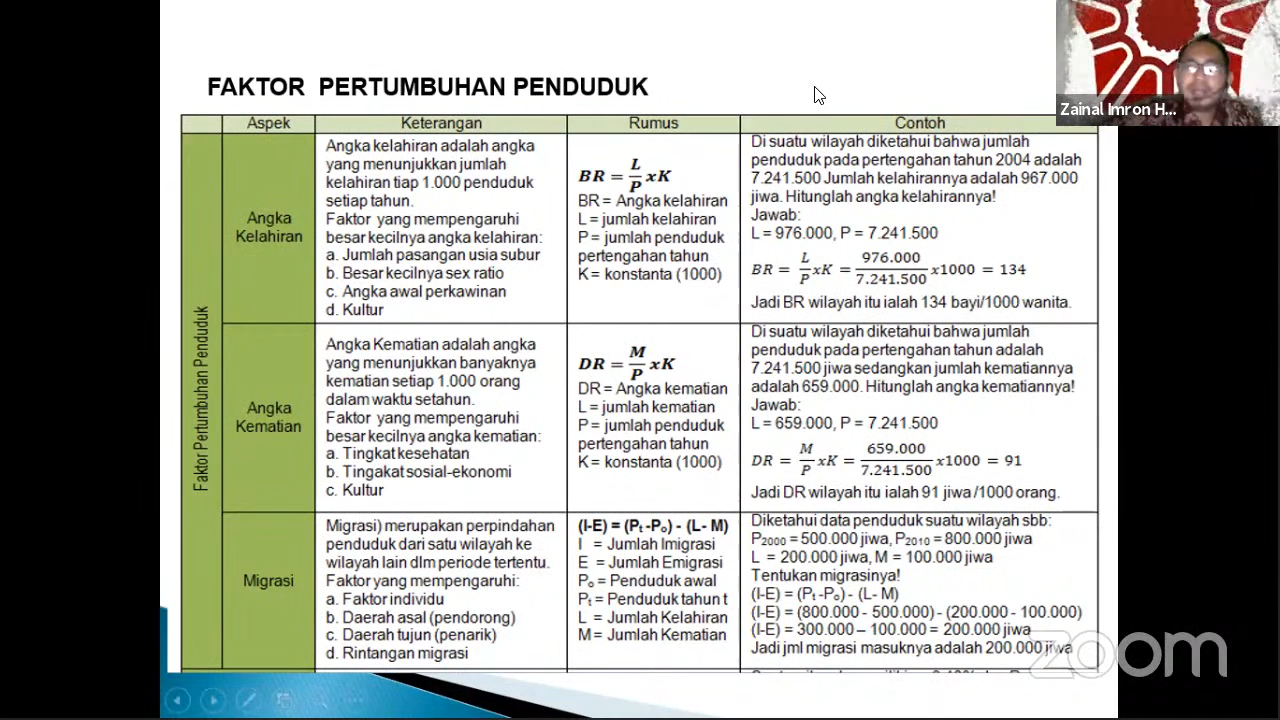 FAKTOR PERTUMBUHAN PENDUDUK
Zainal Imron H...
Aspek
Keterangan
Rumus
Contoh
Faktor Pertumbuhan Penduduk
Angka
Kelahiran
Angka kelahiran adalah angka
yang menunjukkan jumlah
kelahiran tiap 1.000 penduduk
setiap tahun.
Faktor yang mempengaruhi
besar kecilnya angka kelahiran:
a. Jumlah pasangan usia subur
b. Besar kecilnya sex ratio
c. Angka awal perkawinan
d. Kultur
BR = L/P xK
BR = Angka kelahiran
L = jumlah kelahiran
P = jumlah penduduk
pertengahan tahun
K = konstanta (1000)
Di suatu wilayah diketahui bahwa jumlah
penduduk pada pertengahan tahun 2004 adalah
7.241.500 Jumlah kelahirannya adalah 967.000
jiwa. Hitunglah angka kelahirannya!
Jawab:
L = 976.000, P = 7.241.500
BR = L/P xK = 976.000/7.241.500 x1000 = 134
Jadi BR wilayah itu ialah 134 bayi/1000 wanita.
Angka
Kematian
Angka Kematian adalah angka
yang menunjukkan banyaknya
kematian setiap 1.000 orang
dalam waktu setahun.
Faktor yang mempengaruhi
besar kecilnya angka kematian:
a. Tingkat kesehatan
b. Tingakat sosial-ekonomi
c. Kultur
DR = M/P xK
DR = Angka kematian
L = jumlah kematian
P = jumlah penduduk
pertengahan tahun
K = konstanta (1000)
Di suatu wilayah diketahui bahwa jumlah
penduduk pada pertengahan tahun adalah
7.241.500 jiwa sedangkan jumlah kematiannya
adalah 659.000. Hitunglah angka kematiannya!
Jawab:
L = 659.000, P = 7.241.500
DR = M/P xK = 659.000/7.241.500 x1000 = 91
Jadi DR wilayah itu ialah 91 jiwa /1000 orang.
Migrasi
Migrasi) merupakan perpindahan
penduduk dari satu wilayah ke
wilayah lain dlm periode tertentu.
Faktor yang mempengaruhi:
a. Faktor individu
b. Daerah asal (pendorong)
c. Daerah tujun (penarik)
d. Rintangan migrasi
(I-E) = (Pt -Po) - (L- M)
I = Jumlah Imigrasi
E = Jumlah Emigrasi
Po = Penduduk awal
Pt = Penduduk tahun t
L = Jumlah Kelahiran
M = Jumlah Kematian
Diketahui data penduduk suatu wilayah sbb:
P2000 = 500.000 jiwa, P2010 = 800.000 jiwa
L = 200.000 jiwa, M = 100.000 jiwa
Tentukan migrasinya!
(I-E) = (Pt -Po) - (L- M)
(I-E) = (800.000 - 500.000) - (200.000 - 100.000)
(I-E) = 300.000 – 100.000 = 200.000 jiwa
Jadi jml migrasi masuknya adalah 200.000 jiwa
zoom